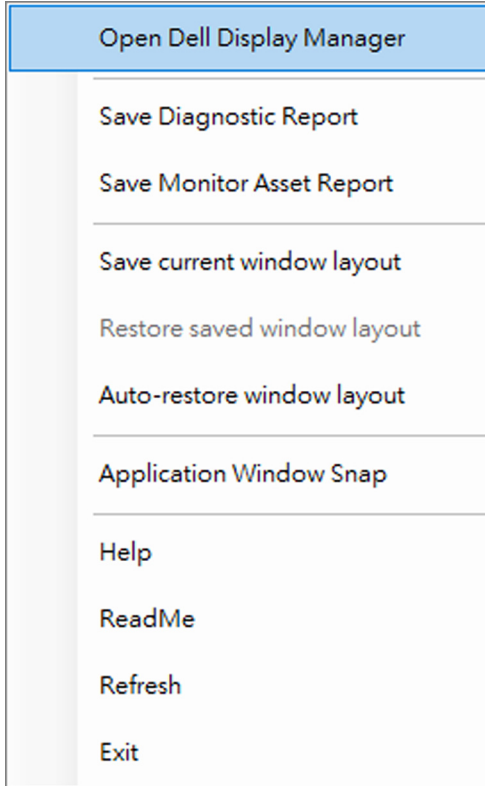 Open Dell Display Manager
Save Diagnostic Report
Save Monitor Asset Report
Save current window layout
Restore saved window layout
Auto-restore window layout
Application Window Snap
Help
ReadMe
Refresh
Exit